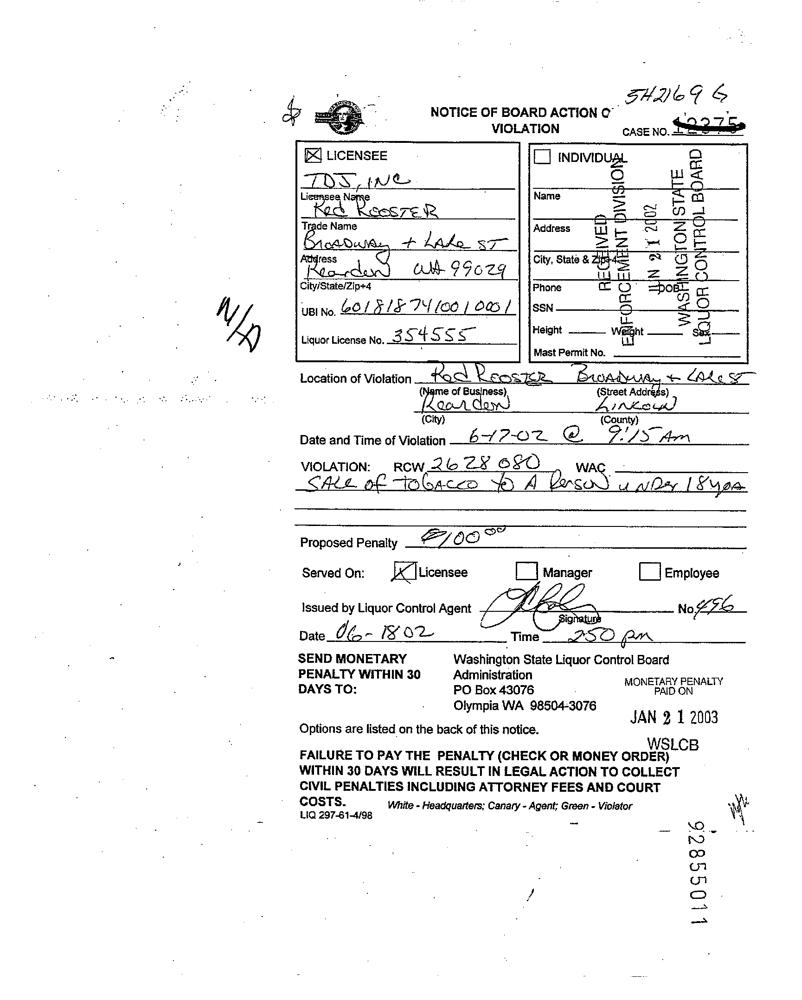 5H2169G
NOTICE OF BOARD ACTION O
VIOLATION
CASE NO. 12275
☒ LICENSEE
TDJ, INC
Licensee Name
Red Rooster
Trade Name
Broadway + Lake ST
Address
Rearden WA 99029
City/State/Zip+4
UBI No. 601818741001 0001
Liquor License No. 354555
☐ INDIVIDUAL
Name
Address
City, State & Zip+4
Phone DOB
SSN
Height Weight Sex
Mast Permit No.
RECEIVED
ENFORCEMENT DIVISION
JN 21 2002
WASHINGTON STATE
LIQUOR CONTROL BOARD
N/D
Location of Violation Red Rooster Broadway + Lake ST
(Name of Business) (Street Address)
Rearden Lincoln
(City) (County)
Date and Time of Violation 6-17-02 @ 9:15 Am
VIOLATION: RCW 26 28 080 WAC
SALE of TOBACCO to A Person under 18 yoa
Proposed Penalty $100 00
Served On: ☒ Licensee ☐ Manager ☐ Employee
Issued by Liquor Control Agent No. 496
Signature
Date 06-18 02 Time 250 pm
SEND MONETARY
PENALTY WITHIN 30
DAYS TO:
Washington State Liquor Control Board
Administration
PO Box 43076
Olympia WA 98504-3076
MONETARY PENALTY
PAID ON
JAN 21 2003
WSLCB
Options are listed on the back of this notice.
FAILURE TO PAY THE PENALTY (CHECK OR MONEY ORDER)
WITHIN 30 DAYS WILL RESULT IN LEGAL ACTION TO COLLECT
CIVIL PENALTIES INCLUDING ATTORNEY FEES AND COURT
COSTS.
White - Headquarters; Canary - Agent; Green - Violator
LIQ 297-61-4/98
92855011